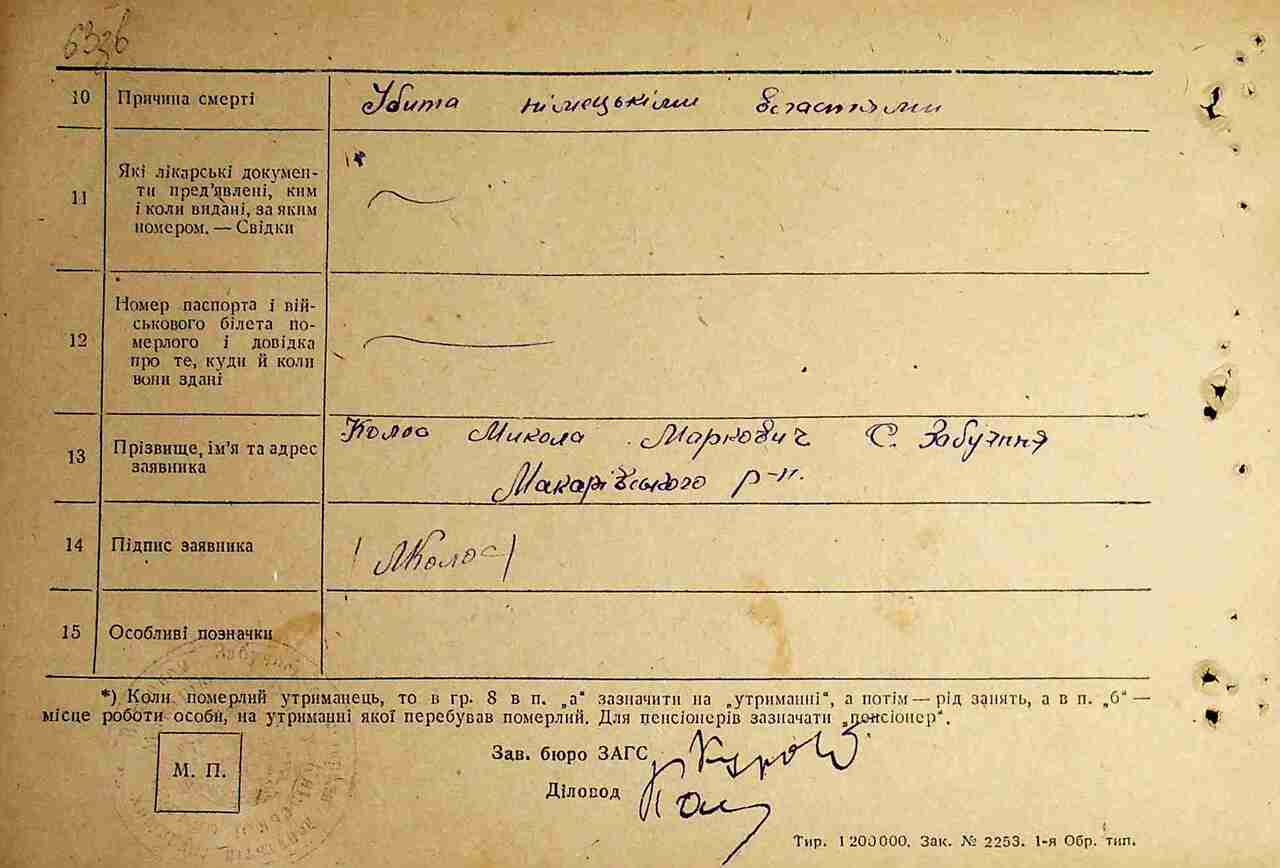 63зв
10 Причина смерті Убита німецькіми властями
11 Які лікарські докумен-
ти пред'явлені, ким
і коли видані, за яким
номером. — Свідки
12 Номер паспорта і вій-
ськового білета по-
мерлого і довідка
про те, куди й коли
вони здані
13 Прізвище, ім'я та адрес
заявника
Колос Микола Маркович С. Забуяння
Макарівського р-н.
14 Підпис заявника МКолос
15 Особливі позначки
*) Коли померлий утриманець, то в гр. 8 в п. „а" зазначити на „утриманні", а потім — рід занять, а в п. „б" —
місце роботи особи, на утриманні якої перебував померлий. Для пенсіонерів зазначати „пенсіонер".
Зав. бюро ЗАГС
М. П.
Діловод
Тир. 1200000. Зак. № 2253. 1-я Обр. тип.